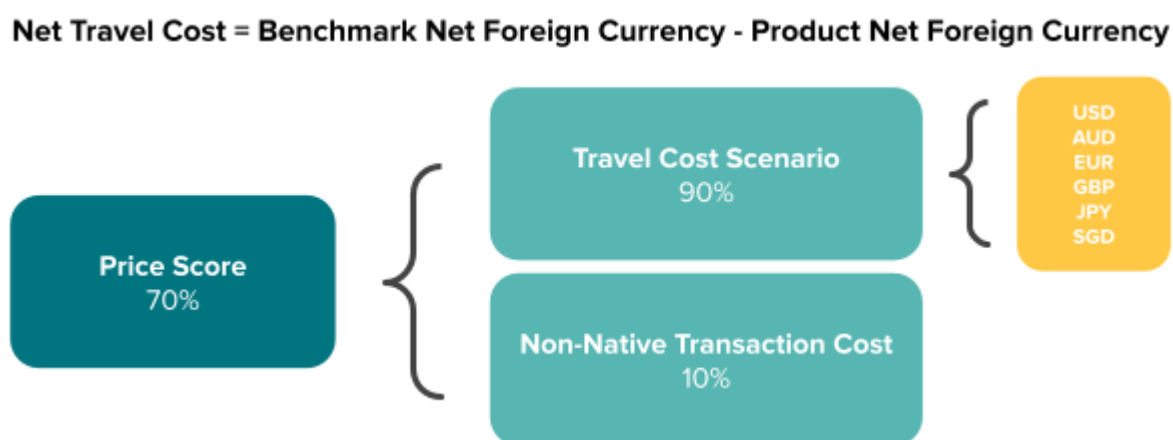 Net Travel Cost = Benchmark Net Foreign Currency - Product Net Foreign Currency
Price Score
70%
Travel Cost Scenario
90%
Non-Native Transaction Cost
10%
USD
AUD
EUR
GBP
JPY
SGD